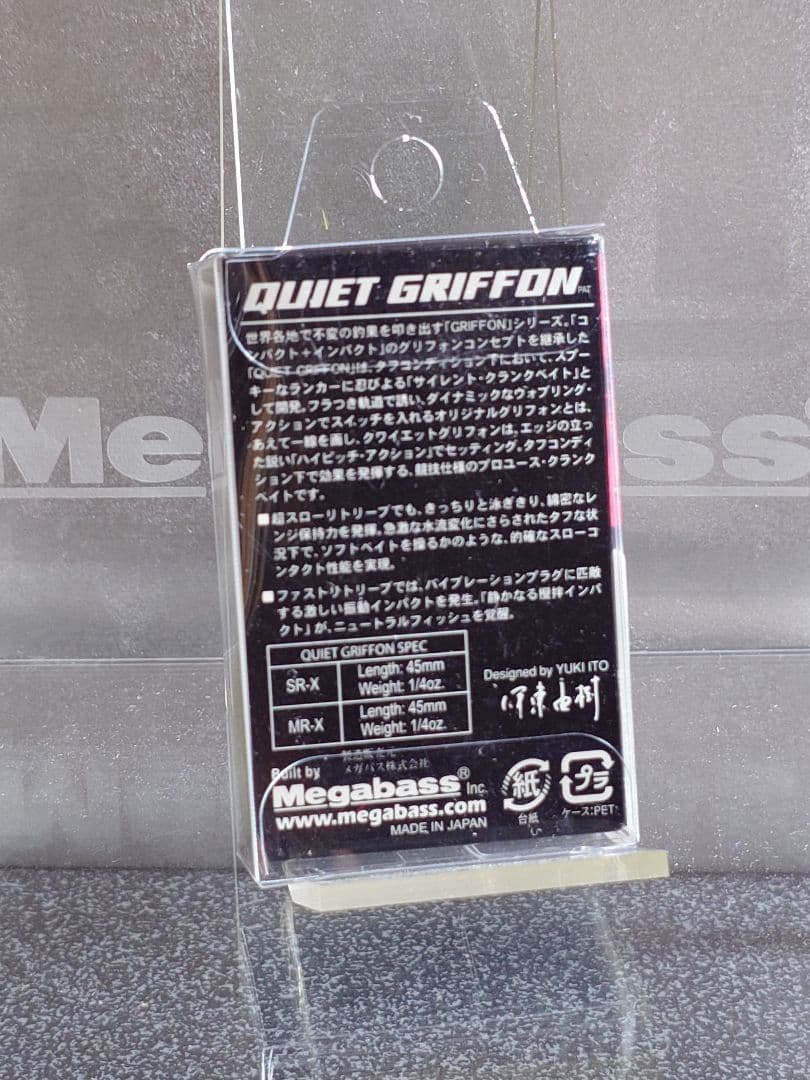 QUIET GRIFFON PAT
世界各地で不変の釣果を叩き出す「GRIFFON」シリーズ。「コ
ンパクト+インパクト」のグリフォンコンセプトを継承した
「QUIET GRIFFON」は、タフコンディション下において、スプー
キーなランカーに忍びよる「サイレント・クランクベイト」と
して開発。フラつき軌道で誘い、ダイナミックなウォブリング・
アクションでスイッチを入れるオリジナルグリフォンとは、
あえて一線を画し、クワイエットグリフォンは、エッジの立っ
た鋭い「ハイピッチ・アクション」でセッティング。タフコンディ
ション下で効果を発揮する、競技仕様のプロユース・クランク
ベイトです。
■超スローリトリーブでも、きっちりと泳ぎきり、綿密なレ
ンジ保持力を発揮。急激な水流変化にさらされたタフな状
況下で、ソフトベイトを操るかのような、的確なスローコ
ンタクト性能を実現。
■ファストリトリーブでは、バイブレーションプラグに匹敵
する激しい振動インパクトを発生。「静かなる攪拌インパ
クト」が、ニュートラルフィッシュを覚醒。
QUIET GRIFFON SPEC
SR-X Length: 45mm
Weight: 1/4oz.
MR-X Length: 45mm
Weight: 1/4oz.
Designed by YUKI ITO
伊東由樹
製造販売元
メガバス株式会社
Built by
Megabass® Inc.
www.megabass.com
MADE IN JAPAN
紙
台紙
プラ
ケース:PET
Me
ass